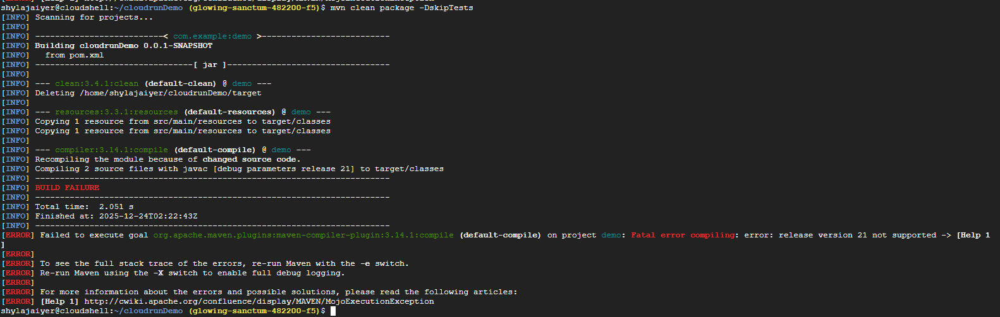 shylajaiyer@cloudshell:~/cloudrunDemo (glowing-sanctum-482200-f5)$ mvn clean package -DskipTests
[INFO] Scanning for projects...
[INFO]
[INFO] --------------------------< com.example:demo >--------------------------
[INFO] Building cloudrunDemo 0.0.1-SNAPSHOT
[INFO]   from pom.xml
[INFO] --------------------------------[ jar ]---------------------------------
[INFO]
[INFO] --- clean:3.4.1:clean (default-clean) @ demo ---
[INFO] Deleting /home/shylajaiyer/cloudrunDemo/target
[INFO]
[INFO] --- resources:3.3.1:resources (default-resources) @ demo ---
[INFO] Copying 1 resource from src/main/resources to target/classes
[INFO] Copying 1 resource from src/main/resources to target/classes
[INFO]
[INFO] --- compiler:3.14.1:compile (default-compile) @ demo ---
[INFO] Recompiling the module because of changed source code.
[INFO] Compiling 2 source files with javac [debug parameters release 21] to target/classes
[INFO] ------------------------------------------------------------------------
[INFO] BUILD FAILURE
[INFO] ------------------------------------------------------------------------
[INFO] Total time:  2.051 s
[INFO] Finished at: 2025-12-24T02:22:43Z
[INFO] ------------------------------------------------------------------------
[ERROR] Failed to execute goal org.apache.maven.plugins:maven-compiler-plugin:3.14.1:compile (default-compile) on project demo: Fatal error compiling: error: release version 21 not supported -> [Help 1
]
[ERROR]
[ERROR] To see the full stack trace of the errors, re-run Maven with the -e switch.
[ERROR] Re-run Maven using the -X switch to enable full debug logging.
[ERROR]
[ERROR] For more information about the errors and possible solutions, please read the following articles:
[ERROR] [Help 1] http://cwiki.apache.org/confluence/display/MAVEN/MojoExecutionException
shylajaiyer@cloudshell:~/cloudrunDemo (glowing-sanctum-482200-f5)$